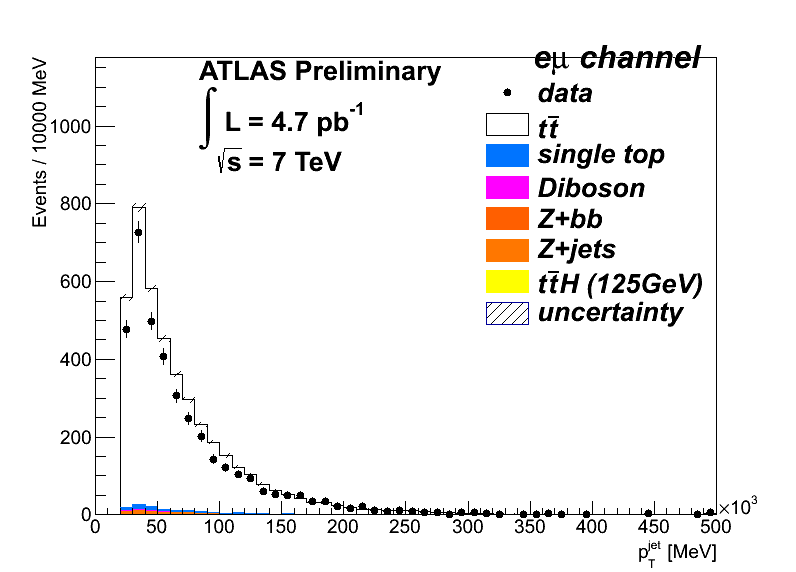 eμ channel
ATLAS Preliminary
∫ L = 4.7 pb⁻¹
√s = 7 TeV
data
tt̄
single top
Diboson
Z+bb
Z+jets
tt̄H (125GeV)
uncertainty
Events / 10000 MeV
1000
800
600
400
200
0
0 50 100 150 200 250 300 350 400 450 500
×10³
p_T^jet [MeV]